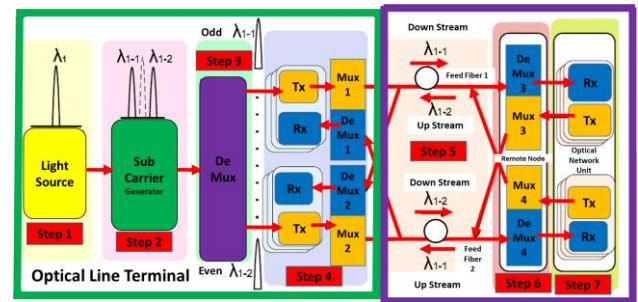 Odd
λ1-1
Down Stream
λ1
λ1-1
λ1-2
Step 3
λ1-1
Feed Fiber 1
λ1-2
Up Stream
Tx
Mux
1
Rx
De
Mux
1
De
Mux
3
Mux
3
Rx
Tx
Light
Source
Sub
Carrier
Generator
De
Mux
Step 5
Remote Node
Optical
Network
Unit
Rx
Tx
De
Mux
2
Mux
2
Down Stream
λ1-2
Mux
4
De
Mux
4
Tx
Rx
Step 1
Step 2
Feed
Fiber
2
λ1-1
Up Stream
Optical Line Terminal
Even
λ1-2
Step 4
Step 6
Step 7